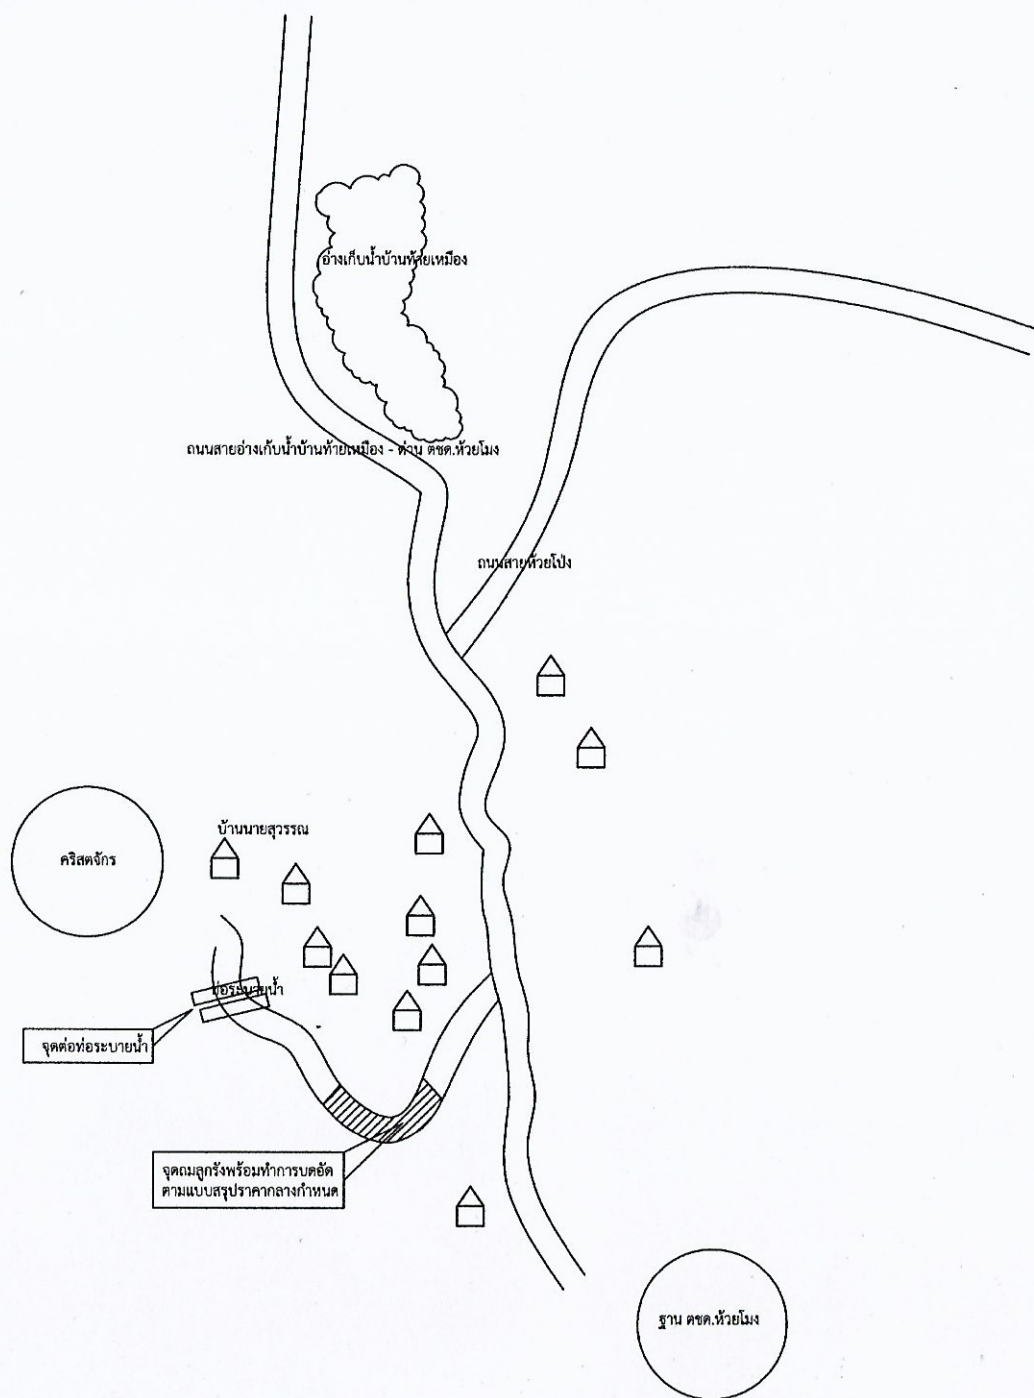 อ่างเก็บน้ำบ้านท้ายเหมือง
ถนนสายอ่างเก็บน้ำบ้านท้ายเหมือง - ด่าน ตชด.ห้วยโมง
ถนนสายห้วยโป่ง
บ้านนายสุวรรณ
คริสตจักร
ท่อระบายน้ำ
จุดต่อท่อระบายน้ำ
จุดถมลูกรังพร้อมทำการบดอัด
ตามแบบสรุปราคากลางกำหนด
ฐาน ตชด.ห้วยโมง